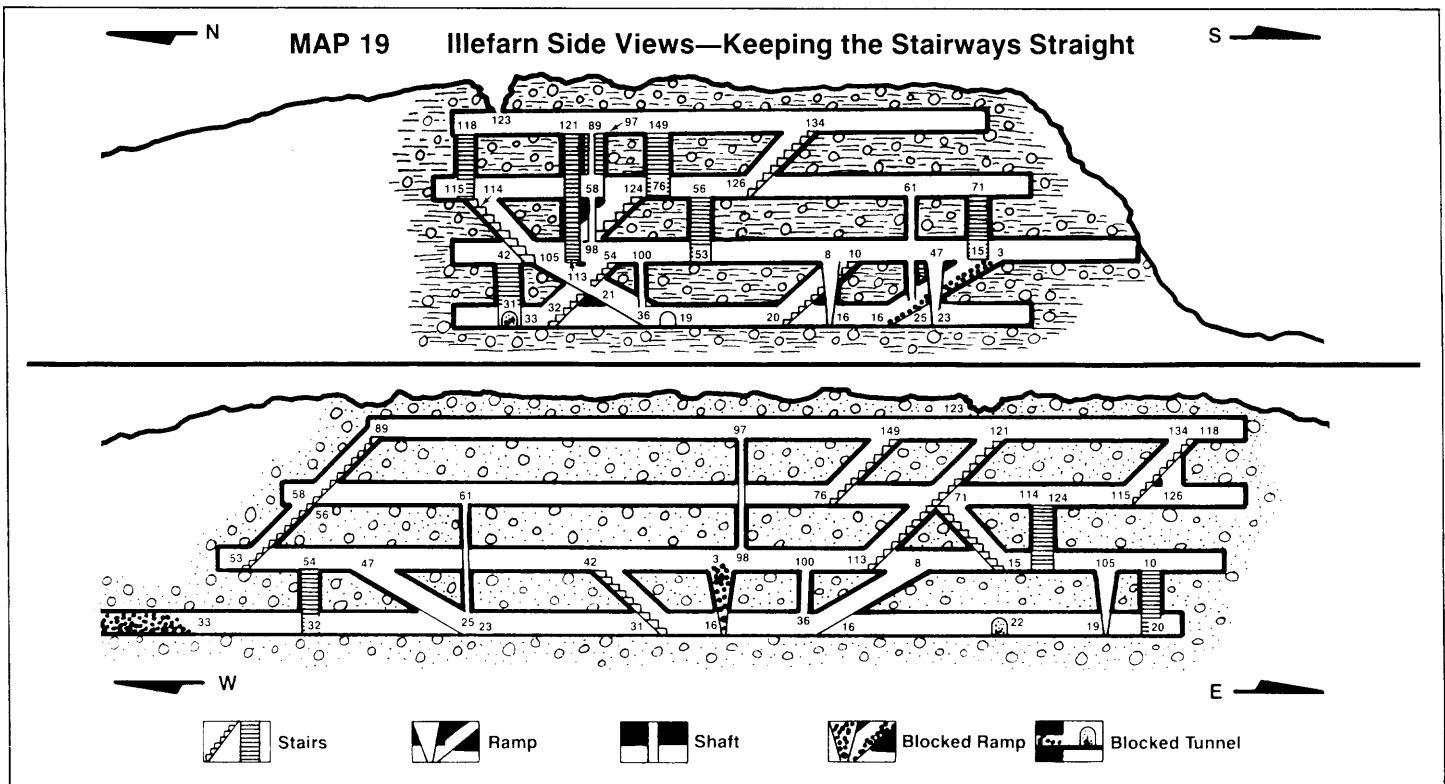 N
MAP 19 Illefarn Side Views—Keeping the Stairways Straight
S
118 123 121 89 97 149 134
115 114 58 124 76 56 126 61 71
42 105 98 54 100 53 8 10 47 15 3
113
31 33 32 21 36 19 20 16 16 25 23
123
89 97 149 121 134 118
58 61 76 71 114 124 115 126
56
53 54 47 42 3 98 100 113 8 15 105 10
33 32 25 23 31 16 36 16 22 19 20
W
E
Stairs Ramp Shaft Blocked Ramp Blocked Tunnel